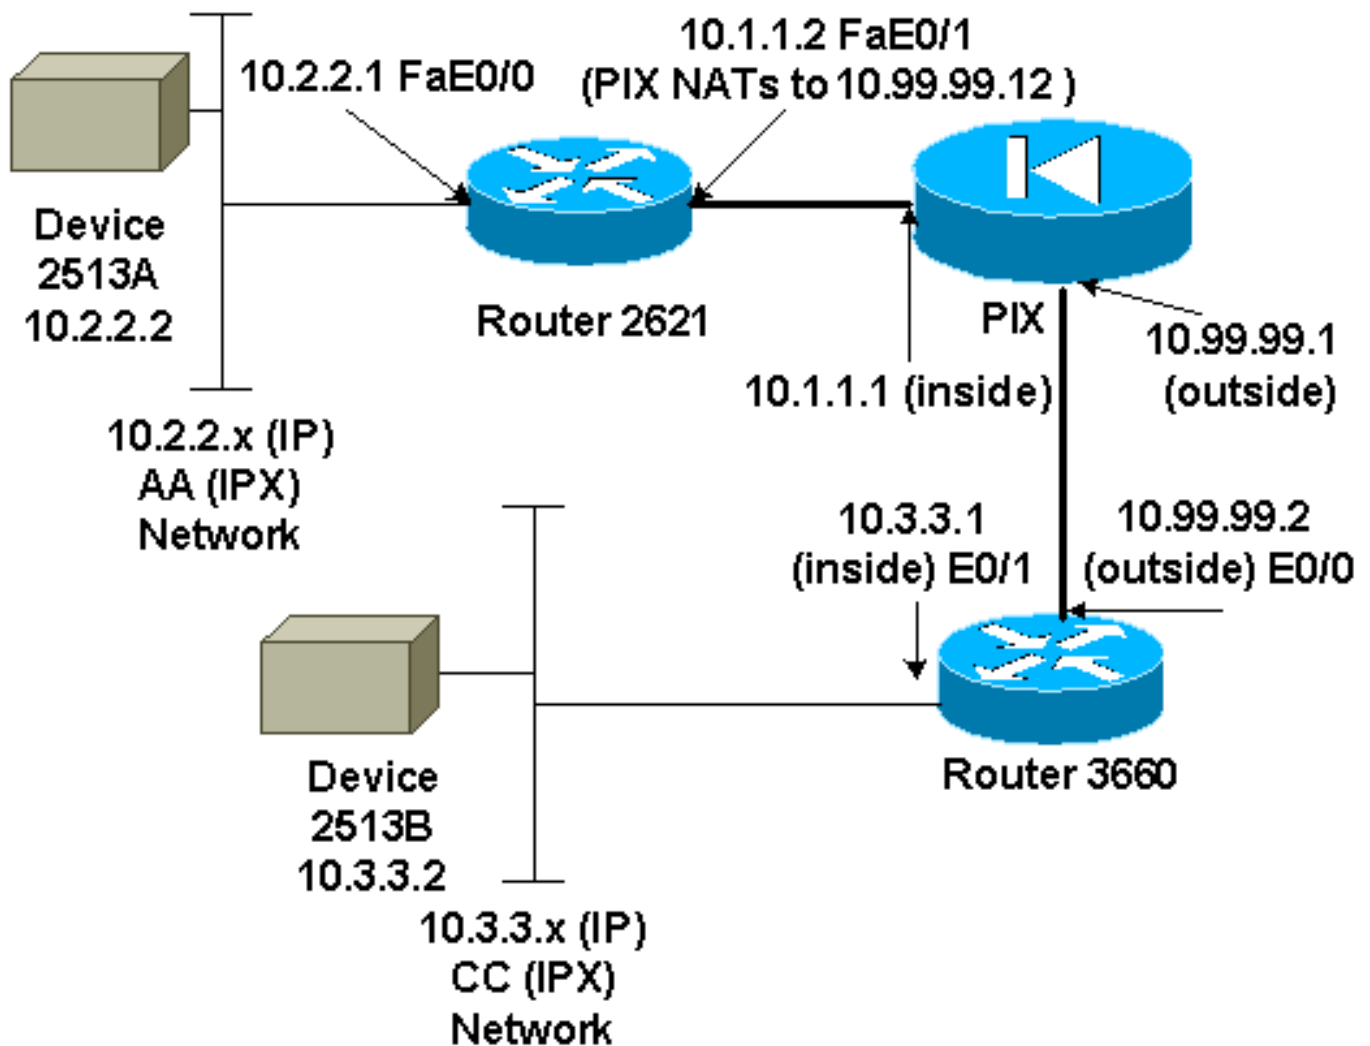 10.1.1.2 FaE0/1
(PIX NATs to 10.99.99.12 )
10.2.2.1 FaE0/0
Device
2513A
10.2.2.2
Router 2621
PIX
10.99.99.1
(outside)
10.1.1.1 (inside)
10.2.2.x (IP)
AA (IPX)
Network
10.3.3.1
(inside) E0/1
10.99.99.2
(outside) E0/0
Device
2513B
10.3.3.2
Router 3660
10.3.3.x (IP)
CC (IPX)
Network